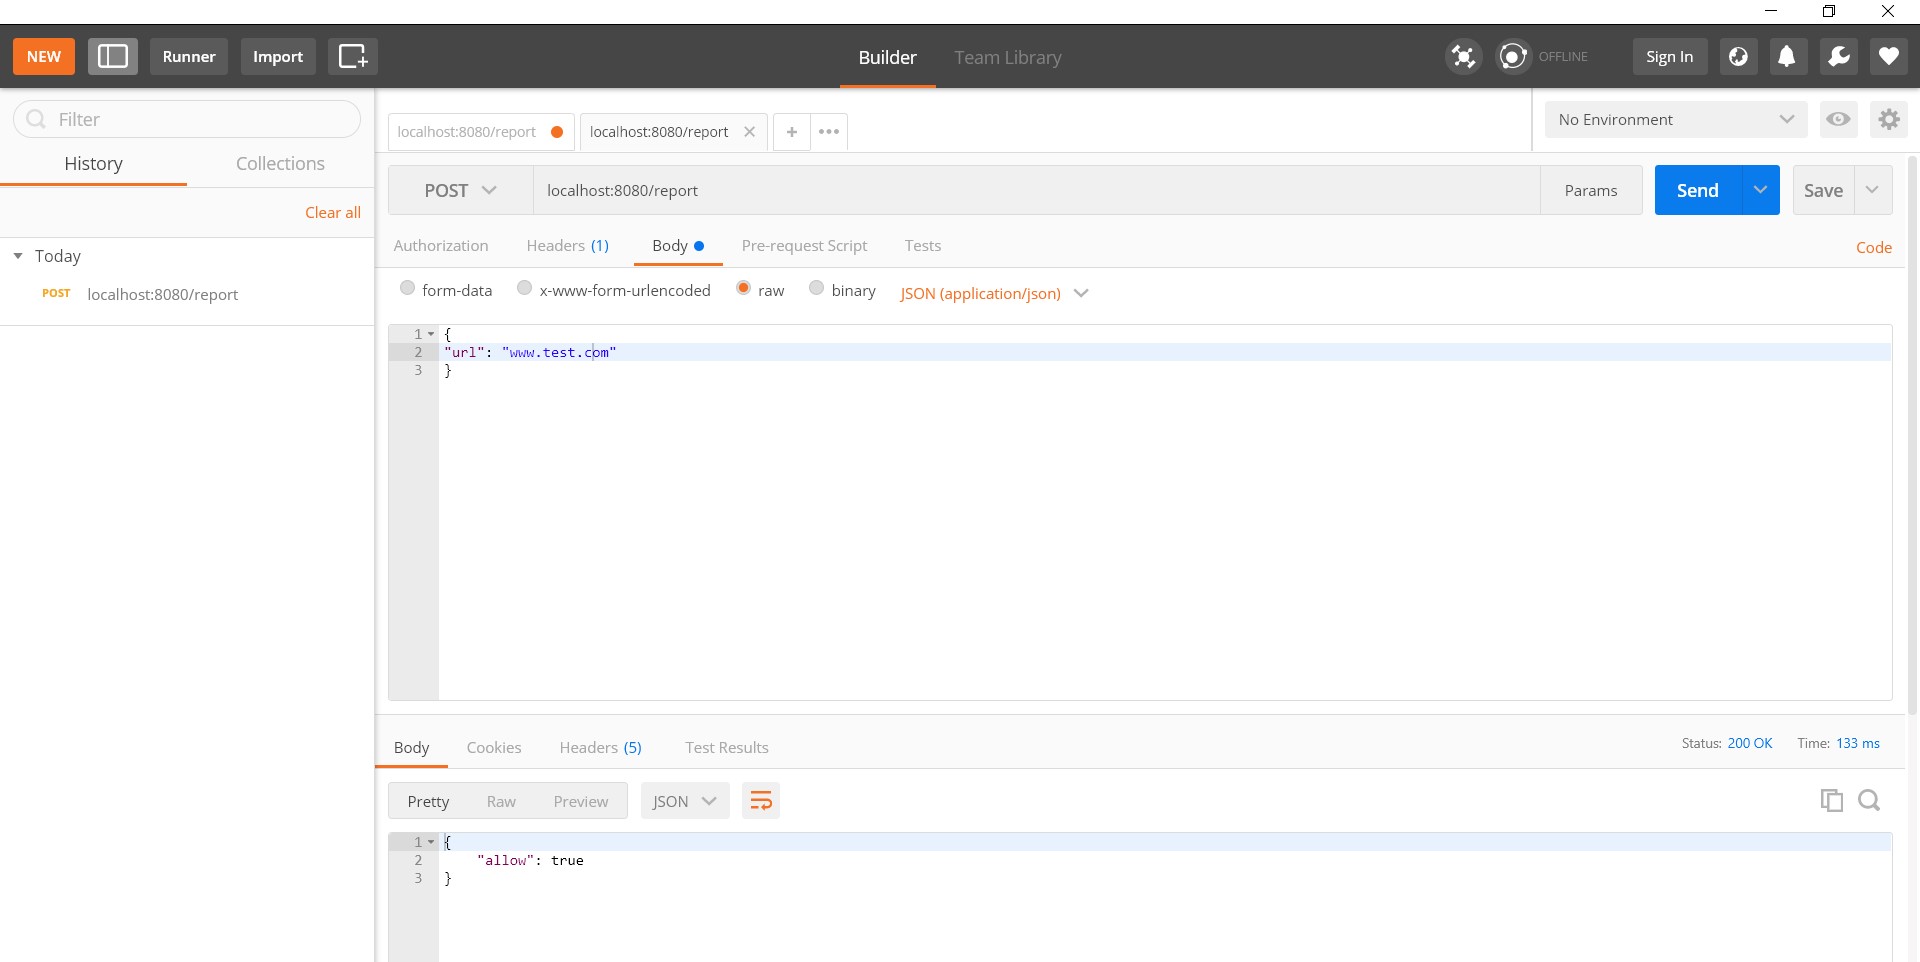 NEW Runner Import Builder Team Library OFFLINE Sign In
Filter
History Collections
Clear all
Today
POST localhost:8080/report
localhost:8080/report localhost:8080/report No Environment
POST localhost:8080/report Params Send Save
Authorization Headers (1) Body Pre-request Script Tests Code
form-data x-www-form-urlencoded raw binary JSON (application/json)
1 {
2 "url": "www.test.com"
3 }
Body Cookies Headers (5) Test Results Status: 200 OK Time: 133 ms
Pretty Raw Preview JSON
1 {
2 "allow": true
3 }